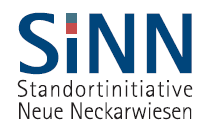 SiNN
Standortinitiative
Neue Neckarwiesen